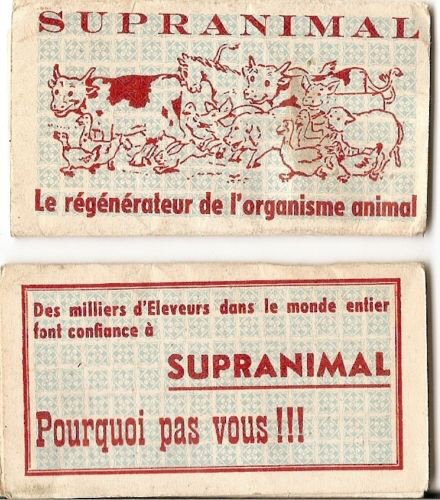 SUPRANIMAL
Le régénérateur de l'organisme animal
Des milliers d'Eleveurs dans le monde entier
font confiance à
SUPRANIMAL
Pourquoi pas vous !!!